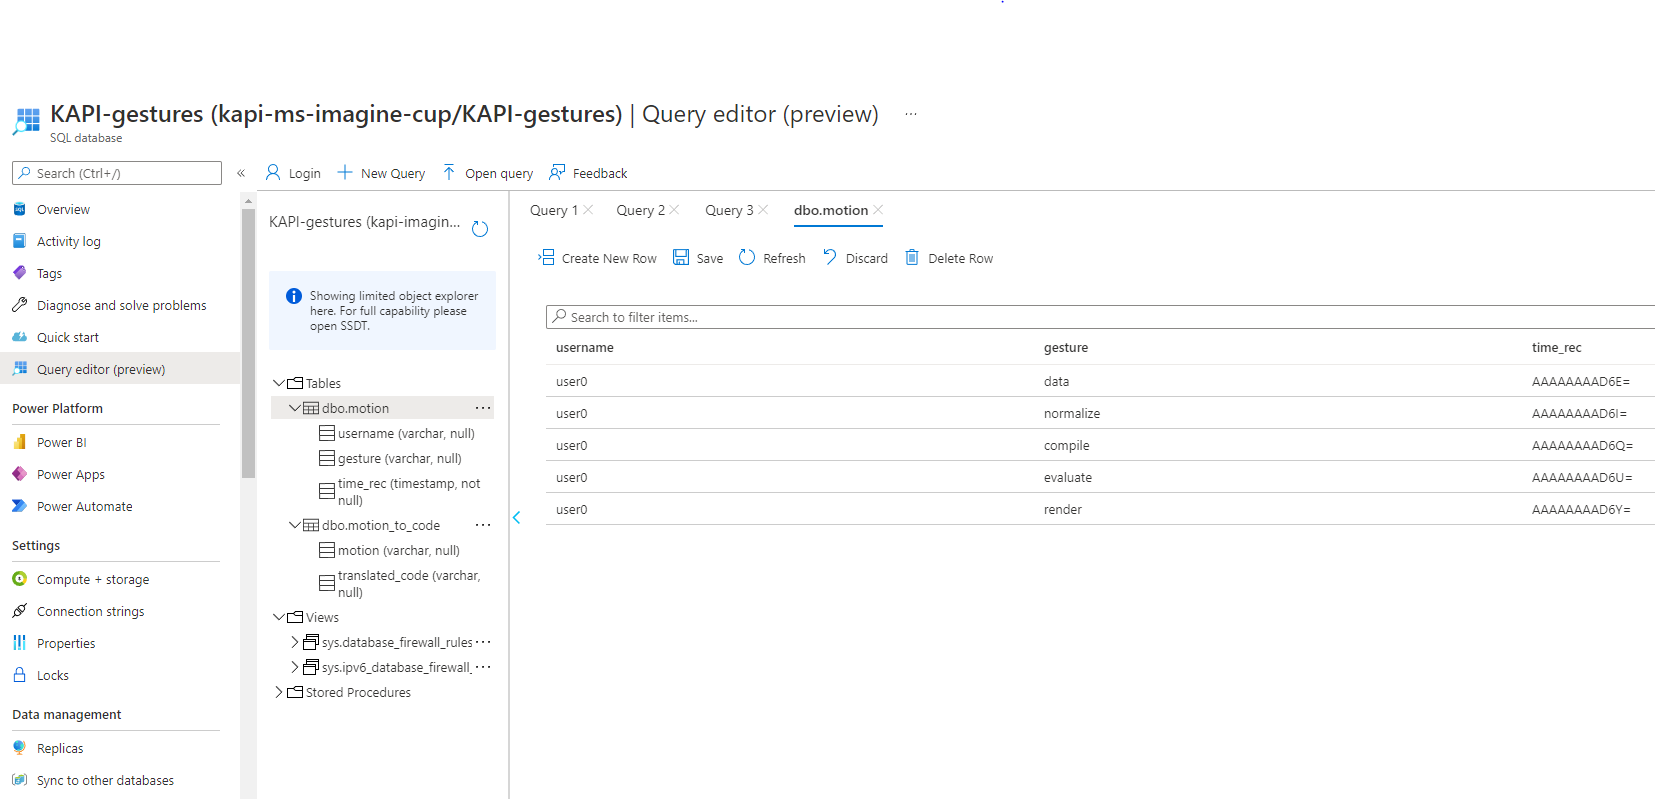 KAPI-gestures (kapi-ms-imagine-cup/KAPI-gestures) | Query editor (preview) ...
SQL database
Search (Ctrl+/)
«
Overview
Activity log
Tags
Diagnose and solve problems
Quick start
Query editor (preview)
Power Platform
Power BI
Power Apps
Power Automate
Settings
Compute + storage
Connection strings
Properties
Locks
Data management
Replicas
Sync to other databases
Login New Query Open query Feedback
KAPI-gestures (kapi-imagin...
Showing limited object explorer
here. For full capability please
open SSDT.
Tables
dbo.motion ...
username (varchar, null)
gesture (varchar, null)
time_rec (timestamp, not
null)
dbo.motion_to_code ...
motion (varchar, null)
translated_code (varchar,
null)
Views
sys.database_firewall_rules ...
sys.ipv6_database_firewall_ ...
Stored Procedures
Query 1 Query 2 Query 3 dbo.motion
Create New Row Save Refresh Discard Delete Row
Search to filter items...
username gesture time_rec
user0 data AAAAAAAAD6E=
user0 normalize AAAAAAAAD6I=
user0 compile AAAAAAAAD6Q=
user0 evaluate AAAAAAAAD6U=
user0 render AAAAAAAAD6Y=